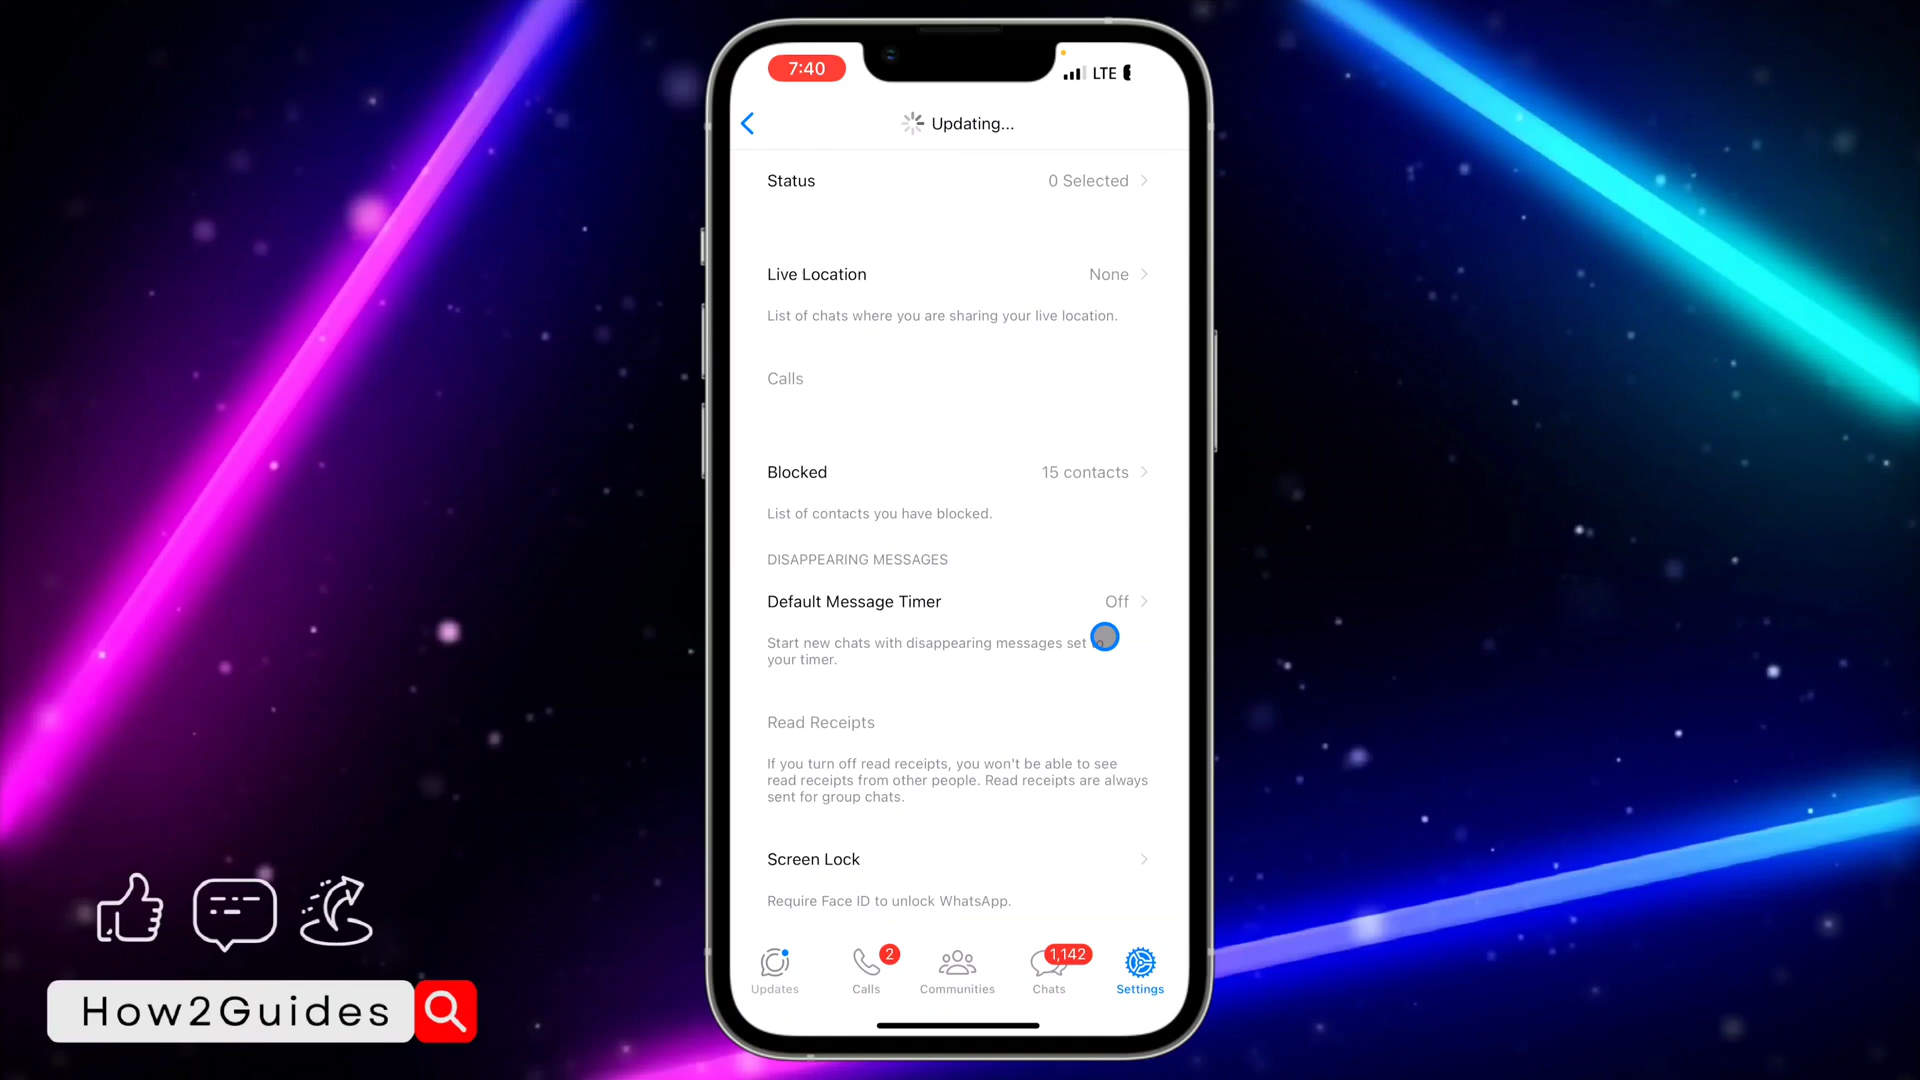 7:40
LTE
Updating...
Status
0 Selected
Live Location
None
List of chats where you are sharing your live location.
Calls
Blocked
15 contacts
List of contacts you have blocked.
DISAPPEARING MESSAGES
Default Message Timer
Off
Start new chats with disappearing messages set
your timer.
Read Receipts
If you turn off read receipts, you won't be able to see
read receipts from other people. Read receipts are always
sent for group chats.
Screen Lock
Require Face ID to unlock WhatsApp.
2
1,142
Updates
Calls
Communities
Chats
Settings
How2Guides